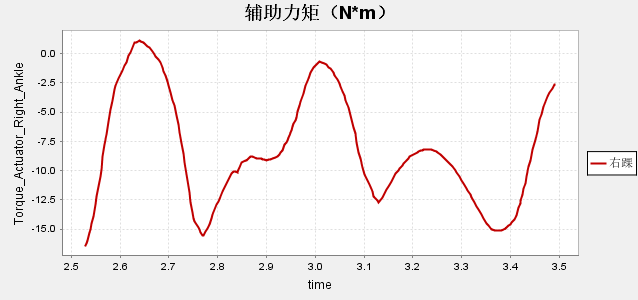 辅助力矩（N*m）
Torque_Actuator_Right_Ankle
0.0
-2.5
-5.0
-7.5
-10.0
-12.5
-15.0
2.5 2.6 2.7 2.8 2.9 3.0 3.1 3.2 3.3 3.4 3.5
time
右踝